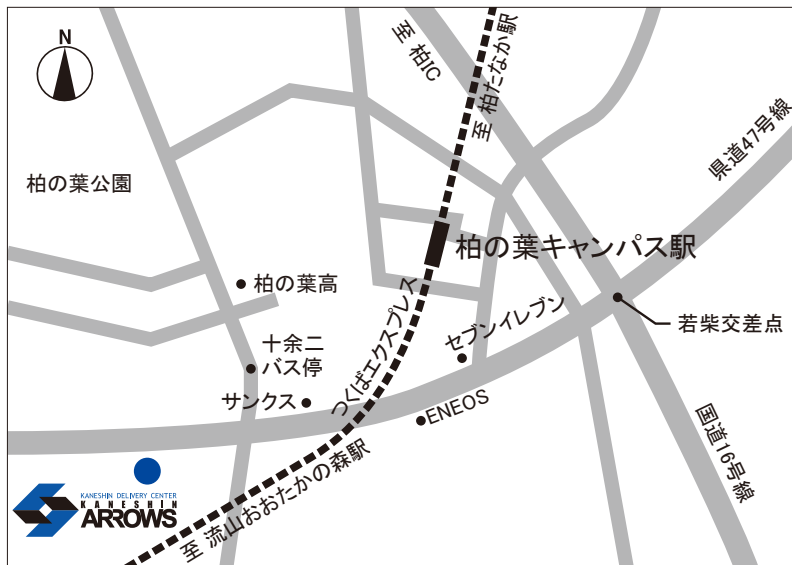 N
至 柏IC
至 柏たなか駅
県道47号線
柏の葉公園
柏の葉キャンパス駅
柏の葉高
つくばエクスプレス
セブンイレブン
若柴交差点
十余二
バス停
サンクス
ENEOS
国道16号線
至 流山おおたかの森駅
KANESHIN DELIVERY CENTER
KANESHIN
ARROWS